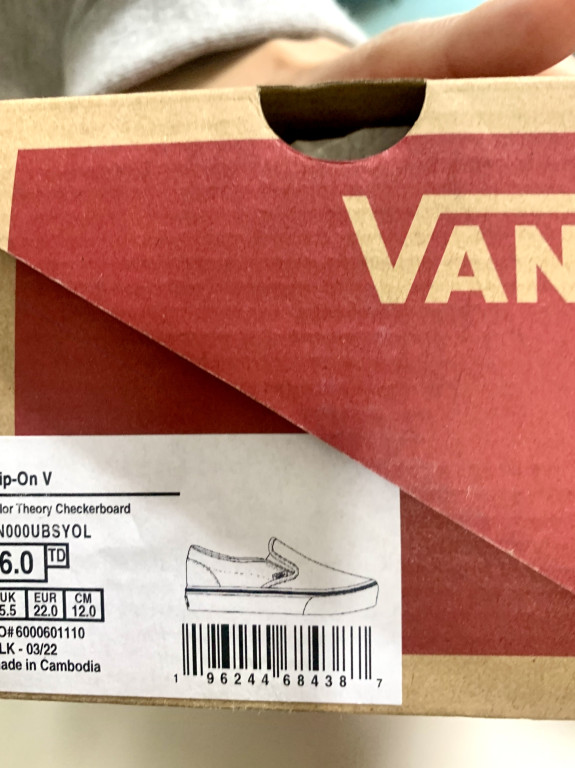 VAN
ip-On V
lor Theory Checkerboard
N000UBSYOL
6.0 TD
UK EUR CM
5.5 22.0 12.0
O# 6000601110
LK - 03/22
ade in Cambodia
1 96244 68438 7